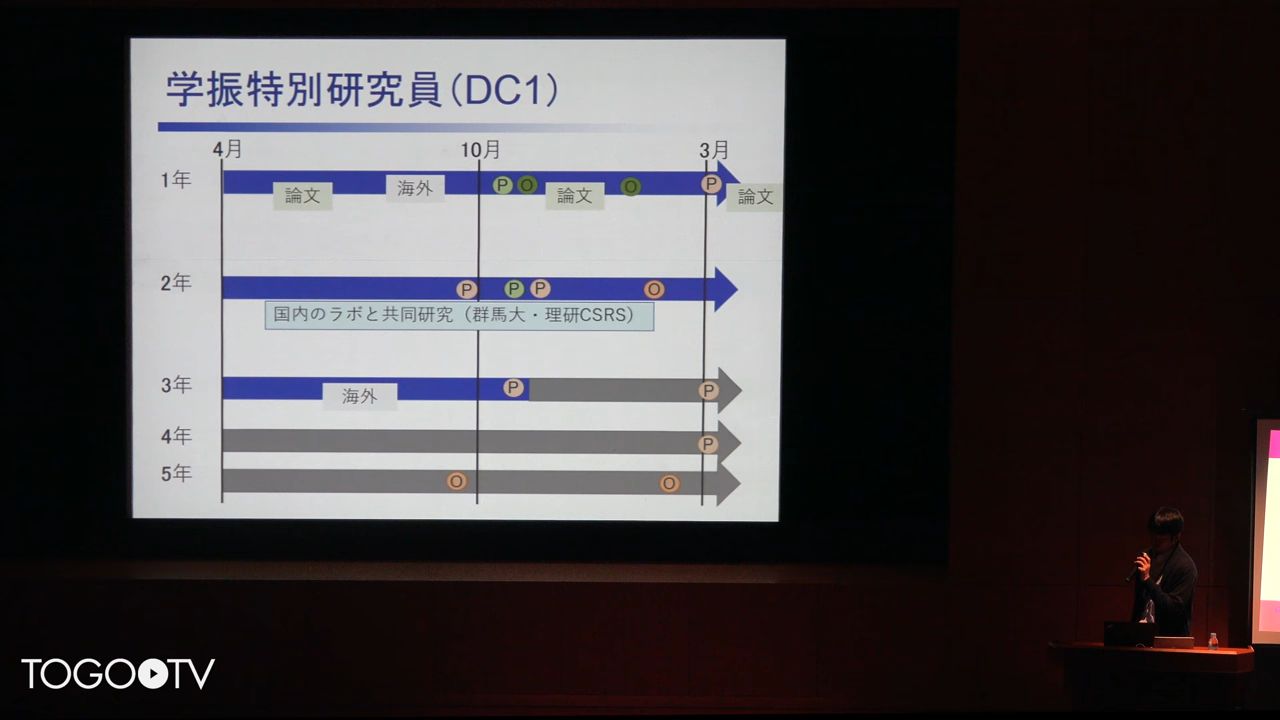 学振特別研究員（DC1）
4月 10月 3月
1年 論文 海外 P O 論文 O P 論文
2年 P P P O
国内のラボと共同研究（群馬大・理研CSRS）
3年 海外 P P
4年 P
5年 O O
TOGO TV